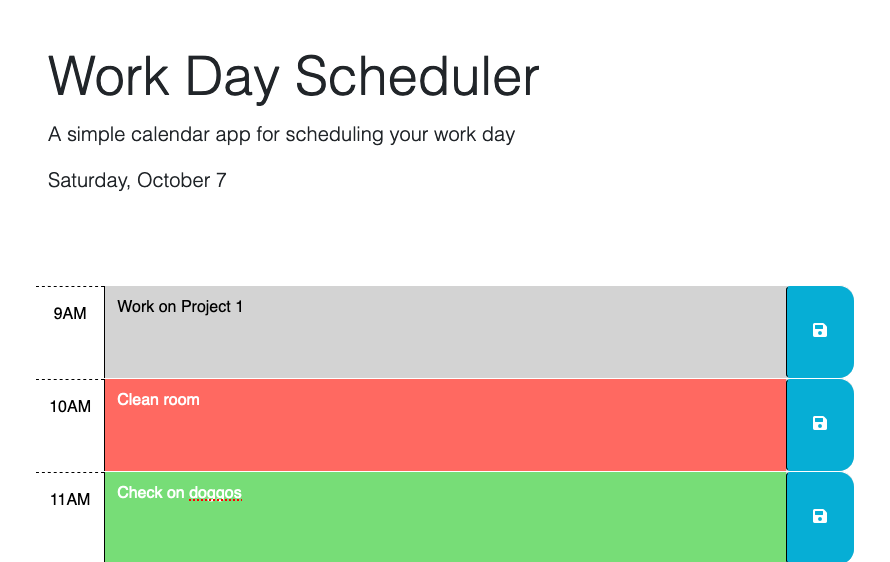 Work Day Scheduler
A simple calendar app for scheduling your work day
Saturday, October 7
9AM
Work on Project 1
10AM
Clean room
11AM
Check on doggos